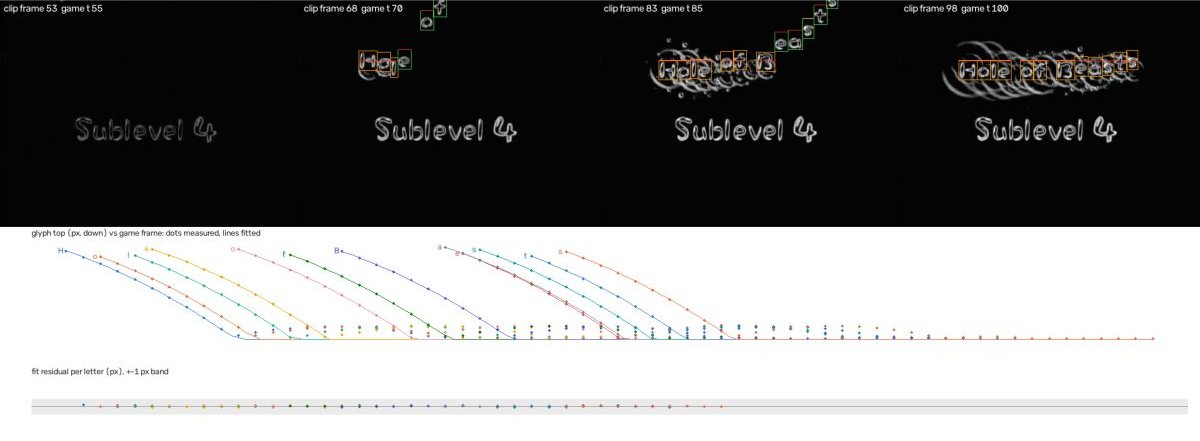 clip frame 53 game t 55
clip frame 68 game t 70
clip frame 83 game t 85
clip frame 98 game t 100
o f
H o l e
Hole of B e a s t s
Hole of Beasts
Sublevel 4
Sublevel 4
Sublevel 4
Sublevel 4
glyph top (px, down) vs game frame: dots measured, lines fitted
H o l e o f B a e s t s
fit residual per letter (px), +-1 px band